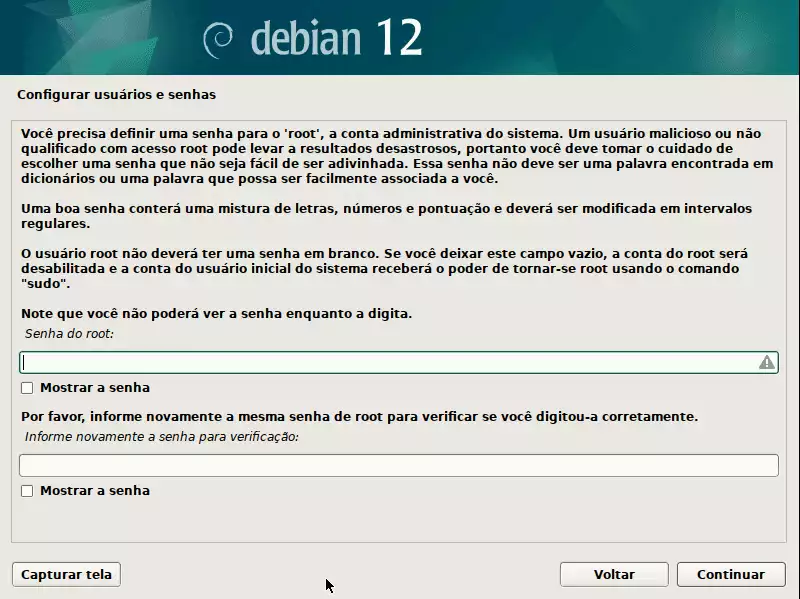 debian 12
Configurar usuários e senhas
Você precisa definir uma senha para o 'root', a conta administrativa do sistema. Um usuário malicioso ou não
qualificado com acesso root pode levar a resultados desastrosos, portanto você deve tomar o cuidado de
escolher uma senha que não seja fácil de ser adivinhada. Essa senha não deve ser uma palavra encontrada em
dicionários ou uma palavra que possa ser facilmente associada a você.
Uma boa senha conterá uma mistura de letras, números e pontuação e deverá ser modificada em intervalos
regulares.
O usuário root não deverá ter uma senha em branco. Se você deixar este campo vazio, a conta do root será
desabilitada e a conta do usuário inicial do sistema receberá o poder de tornar-se root usando o comando
"sudo".
Note que você não poderá ver a senha enquanto a digita.
Senha do root:
Mostrar a senha
Por favor, informe novamente a mesma senha de root para verificar se você digitou-a corretamente.
Informe novamente a senha para verificação:
Mostrar a senha
Capturar tela
Voltar
Continuar